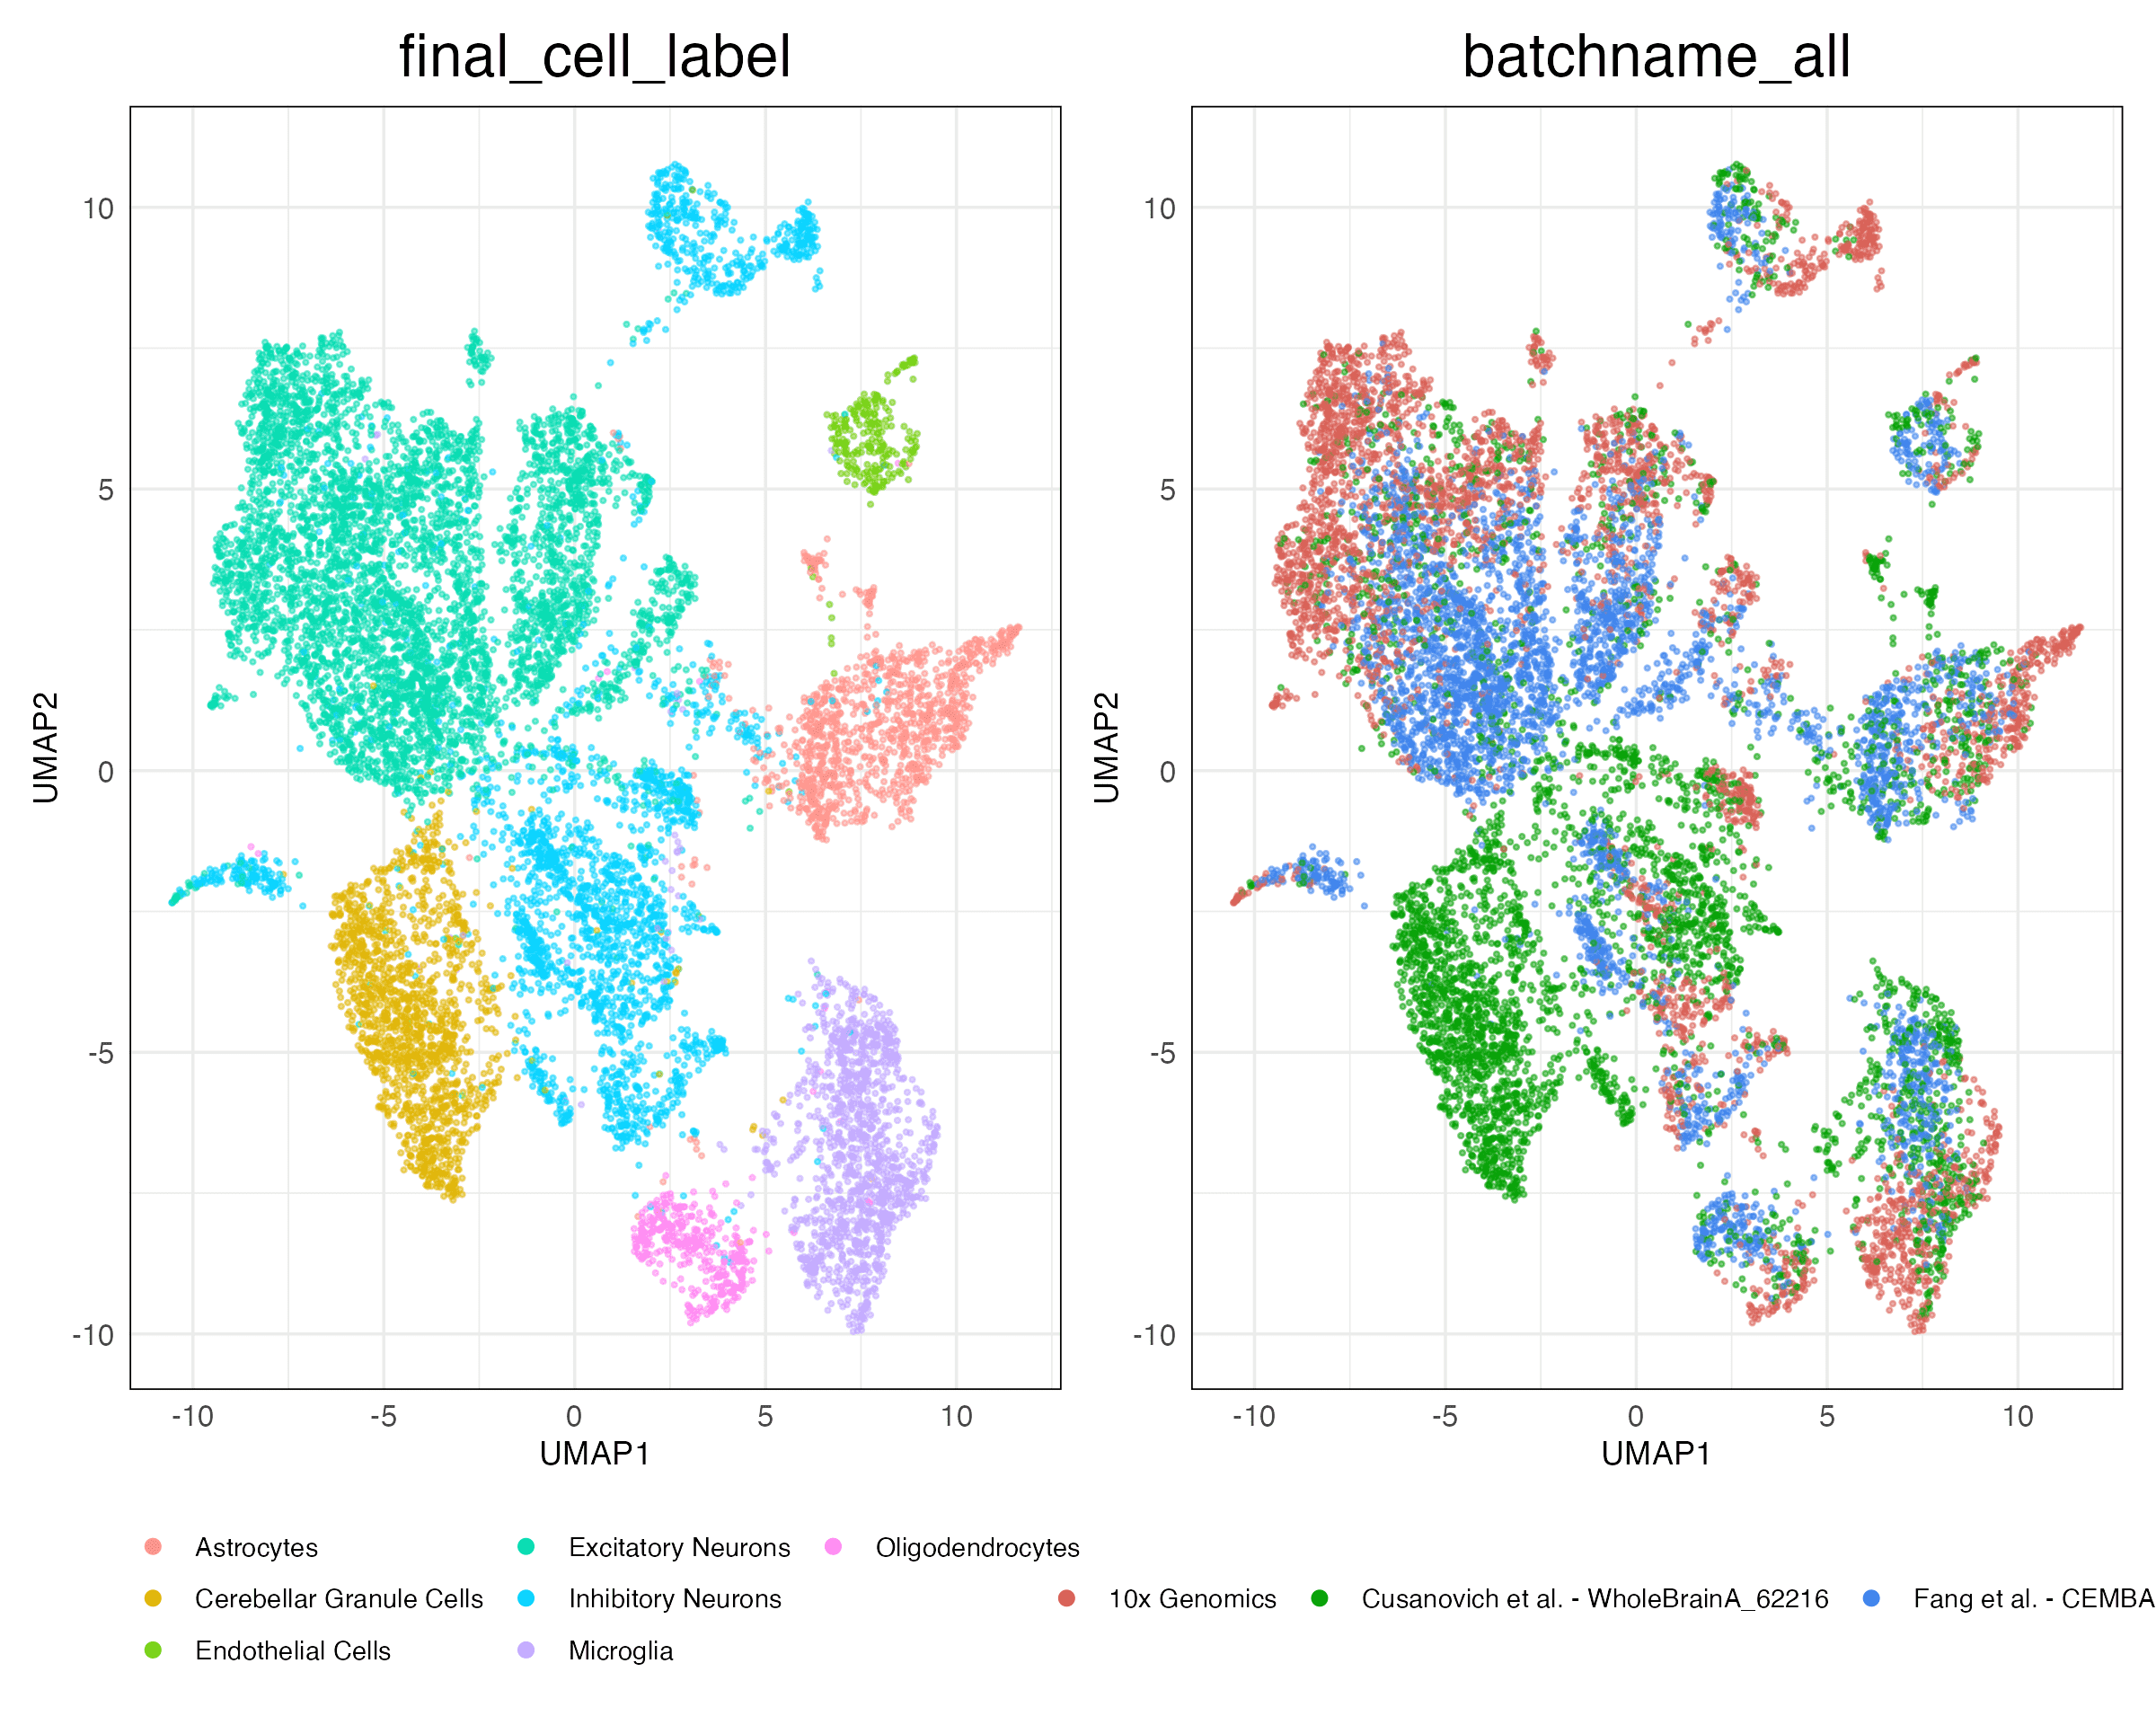 final_cell_label
batchname_all
10
5
0
-5
-10
UMAP2
-10 -5 0 5 10
UMAP1
10
5
0
-5
-10
UMAP2
-10 -5 0 5 10
UMAP1
Astrocytes Excitatory Neurons Oligodendrocytes
Cerebellar Granule Cells Inhibitory Neurons
Endothelial Cells Microglia
10x Genomics Cusanovich et al. - WholeBrainA_62216 Fang et al. - CEMBA